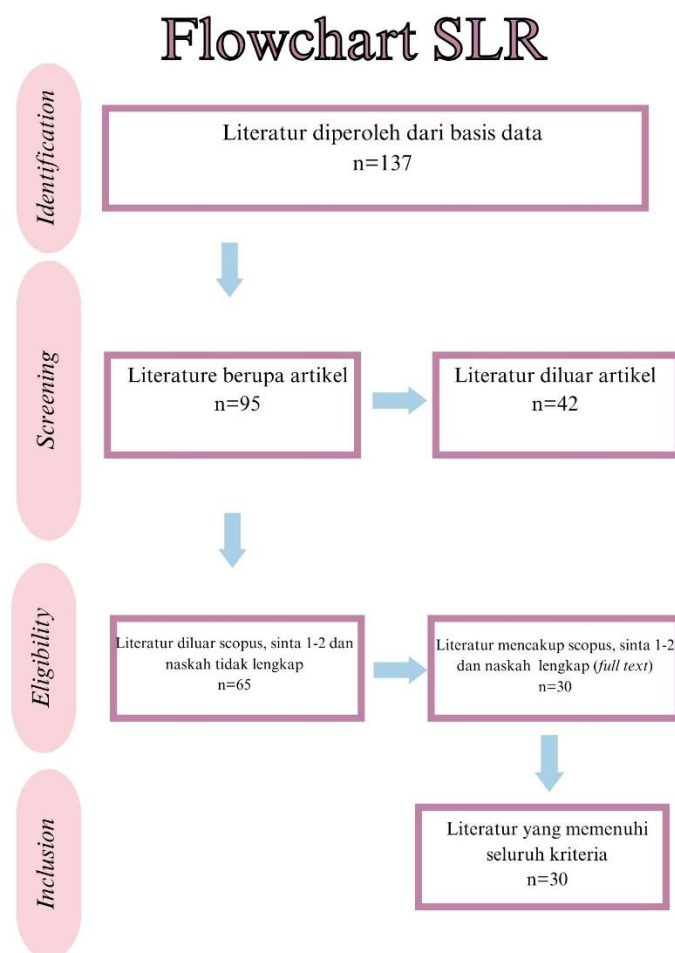 Flowchart SLR
Identification
Literatur diperoleh dari basis data
n=137
Screening
Literature berupa artikel
n=95
Literatur diluar artikel
n=42
Eligibility
Literatur diluar scopus, sinta 1-2 dan
naskah tidak lengkap
n=65
Literatur mencakup scopus, sinta 1-2
dan naskah lengkap (full text)
n=30
Inclusion
Literatur yang memenuhi
seluruh kriteria
n=30